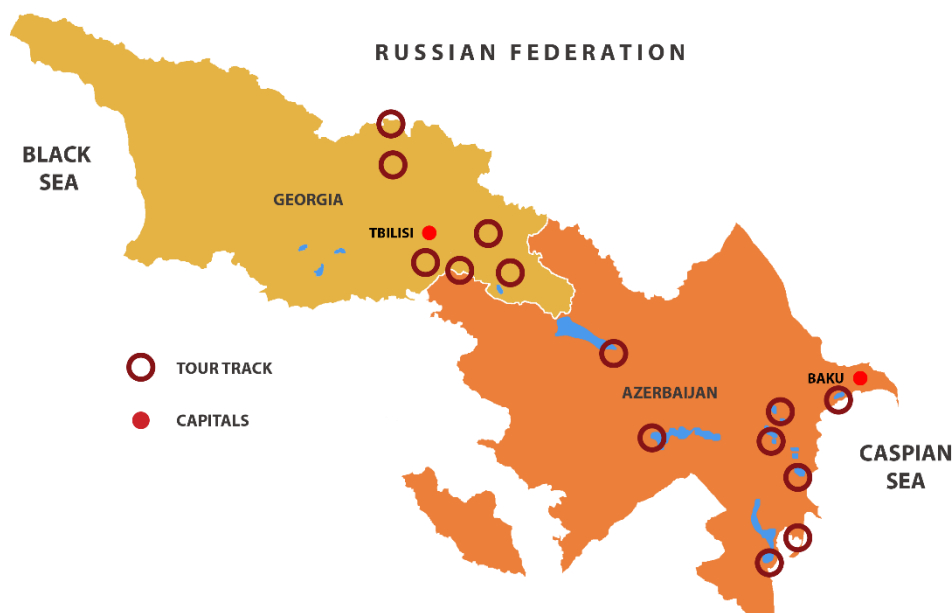 RUSSIAN FEDERATION
BLACK
SEA
GEORGIA
TBILISI
TOUR TRACK
CAPITALS
BAKU
AZERBAIJAN
CASPIAN
SEA